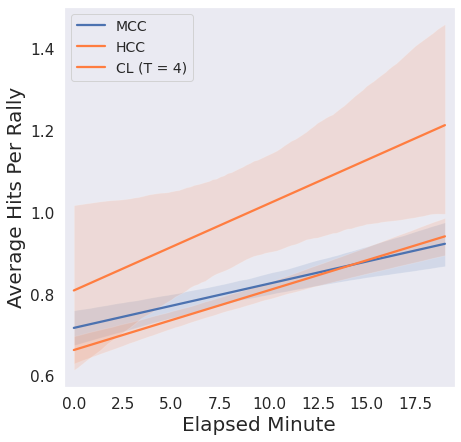 MCC
HCC
CL (T = 4)
Average Hits Per Rally
1.4
1.2
1.0
0.8
0.6
0.0 2.5 5.0 7.5 10.0 12.5 15.0 17.5
Elapsed Minute